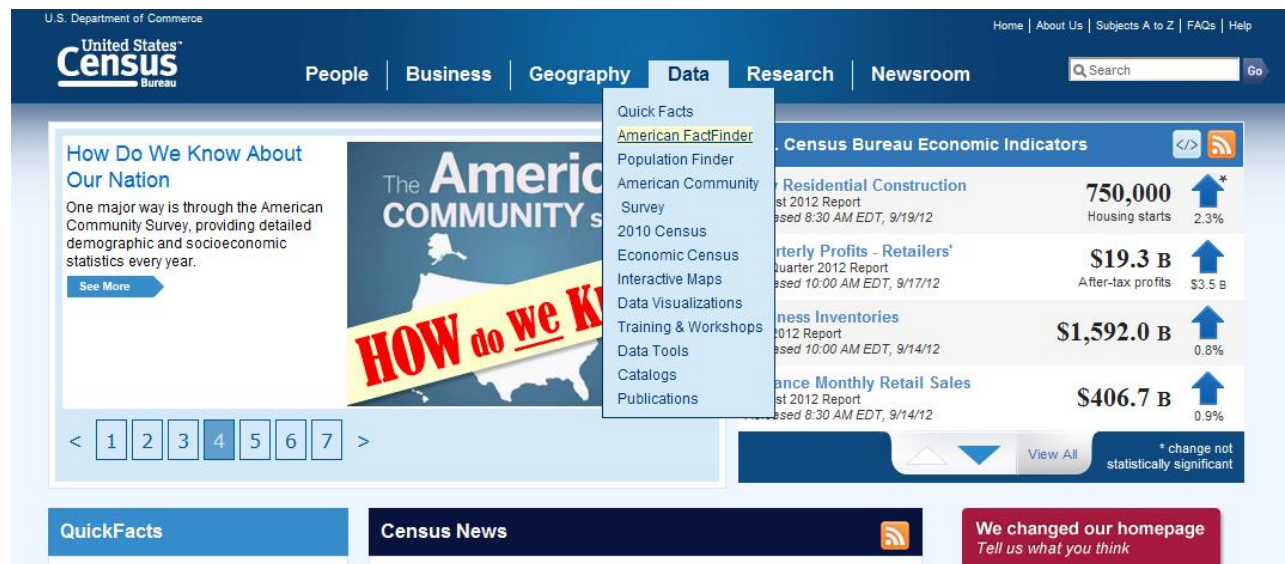 U.S. Department of Commerce
Home | About Us | Subjects A to Z | FAQs | Help
United States™
Census
Bureau
People | Business | Geography Data Research | Newsroom
Search Go
Quick Facts
American FactFinder
Population Finder
American Community
Survey
2010 Census
Economic Census
Interactive Maps
Data Visualizations
Training & Workshops
Data Tools
Catalogs
Publications
How Do We Know About
Our Nation
One major way is through the American
Community Survey, providing detailed
demographic and socioeconomic
statistics every year.
See More
The Americ
COMMUNITY s
HOW do we K
< 1 2 3 4 5 6 7 >
. Census Bureau Economic Indicators </>
Residential Construction
2012 Report
8:30 AM EDT, 9/19/12
750,000
Housing starts
*
2.3%
Profits - Retailers'
Quarter 2012 Report
10:00 AM EDT, 9/17/12
$19.3 B
After-tax profits
$3.5 B
Inventories
2012 Report
10:00 AM EDT, 9/14/12
$1,592.0 B
0.8%
Monthly Retail Sales
2012 Report
8:30 AM EDT, 9/14/12
$406.7 B
0.9%
View All
* change not
statistically significant
QuickFacts
Census News
We changed our homepage
Tell us what you think